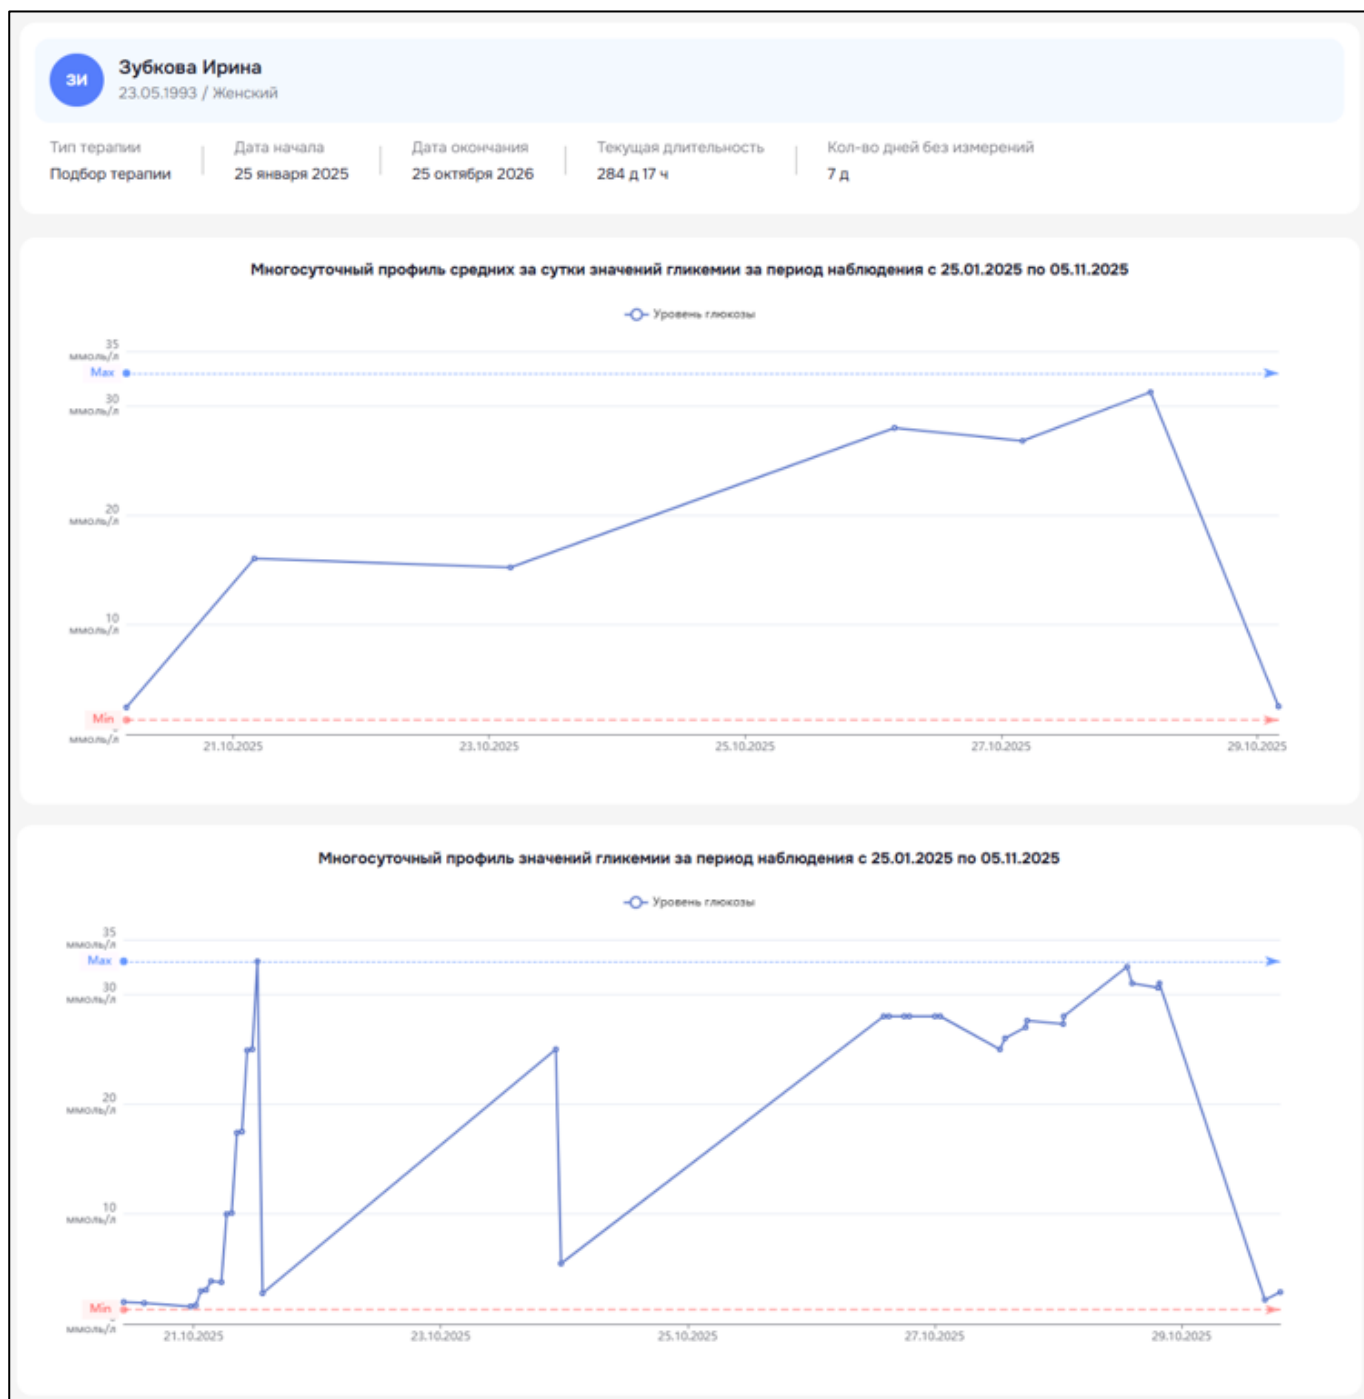 ЗИ
Зубкова Ирина
23.05.1993 / Женский
Тип терапии
Подбор терапии
Дата начала
25 января 2025
Дата окончания
25 октября 2026
Текущая длительность
284 д 17 ч
Кол-во дней без измерений
7 д
Многосуточный профиль средних за сутки значений гликемии за период наблюдения с 25.01.2025 по 05.11.2025
Уровень глюкозы
35
ммоль/л
Max
30
ммоль/л
20
ммоль/л
10
ммоль/л
Min
ммоль/л
21.10.2025 23.10.2025 25.10.2025 27.10.2025 29.10.2025
Многосуточный профиль значений гликемии за период наблюдения с 25.01.2025 по 05.11.2025
Уровень глюкозы
35
ммоль/л
Max
30
ммоль/л
20
ммоль/л
10
ммоль/л
Min
ммоль/л
21.10.2025 23.10.2025 25.10.2025 27.10.2025 29.10.2025